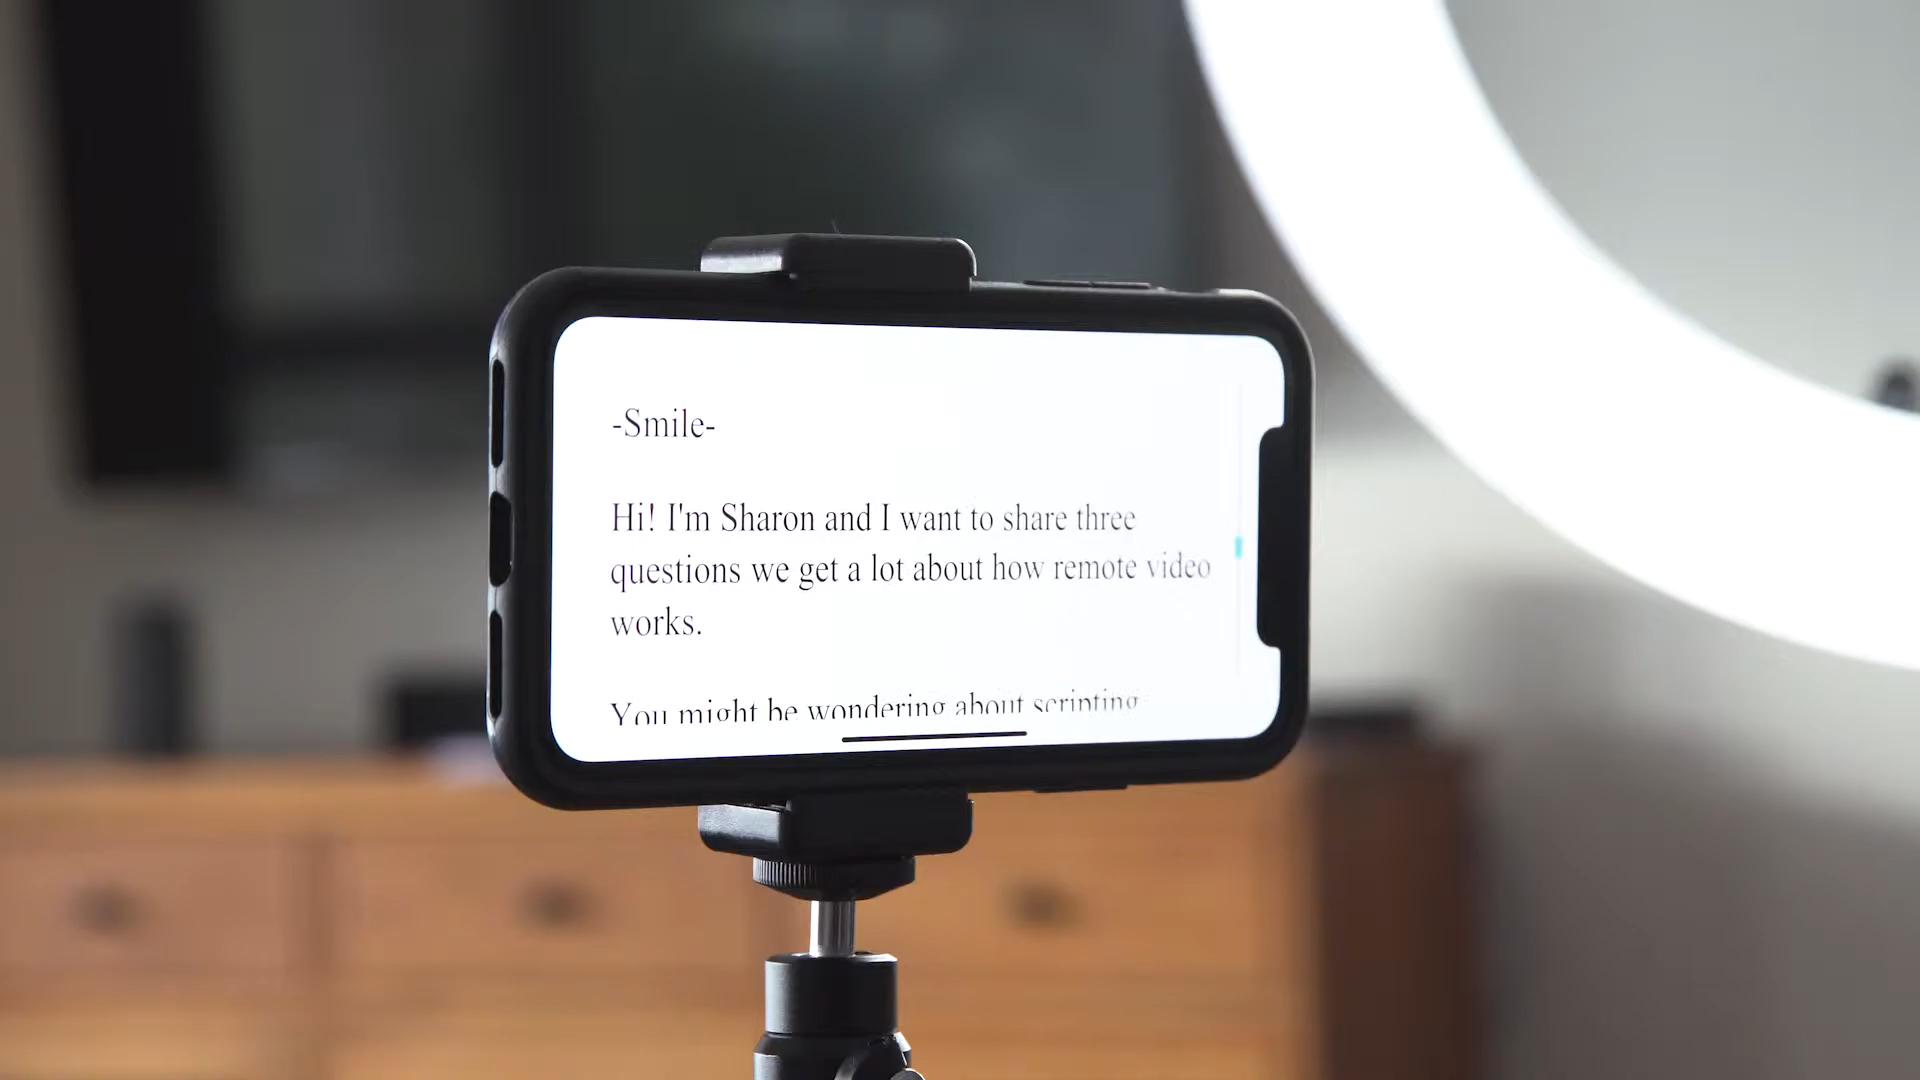 -Smile-
Hi! I'm Sharon and I want to share three
questions we get a lot about how remote video
works.
You might be wondering about scripting